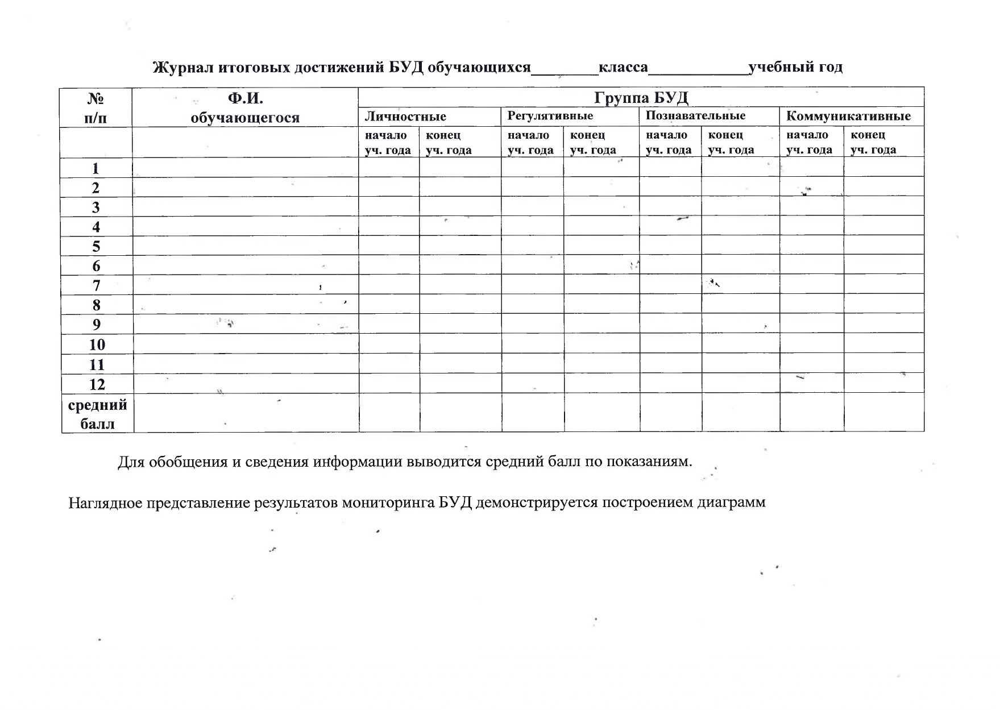 Журнал итоговых достижений БУД обучающихся________класса____________учебный год
№ п/п Ф.И. обучающегося Группа БУД
Личностные Регулятивные Познавательные Коммуникативные
начало уч. года конец уч. года начало уч. года конец уч. года начало уч. года конец уч. года начало уч. года конец уч. года
1
2
3
4
5
6
7
8
9
10
11
12
средний
балл
Для обобщения и сведения информации выводится средний балл по показаниям.
Наглядное представление результатов мониторинга БУД демонстрируется построением диаграмм